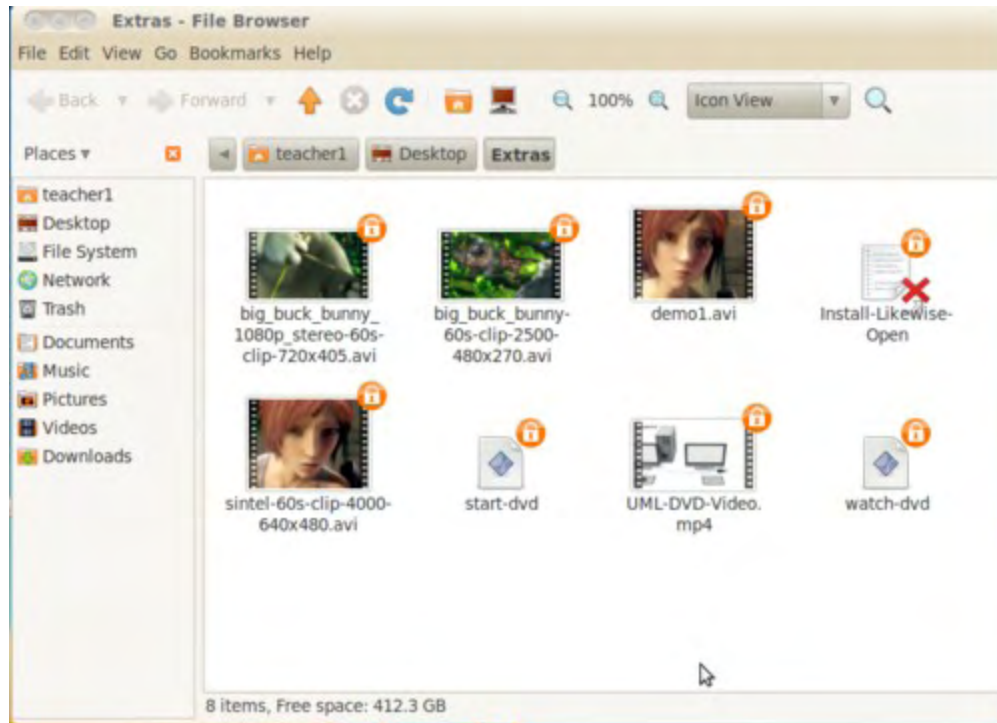 Extras - File Browser
File Edit View Go Bookmarks Help
Back Forward 100% Icon View
Places teacher1 Desktop Extras
teacher1
Desktop
File System
Network
Trash
Documents
Music
Pictures
Videos
Downloads
big_buck_bunny_
1080p_stereo-60s-
clip-720x405.avi
big_buck_bunny-
60s-clip-2500-
480x270.avi
demo1.avi
Install-Likewise-
Open
sintel-60s-clip-4000-
640x480.avi
start-dvd
UML-DVD-Video.
mp4
watch-dvd
8 items, Free space: 412.3 GB